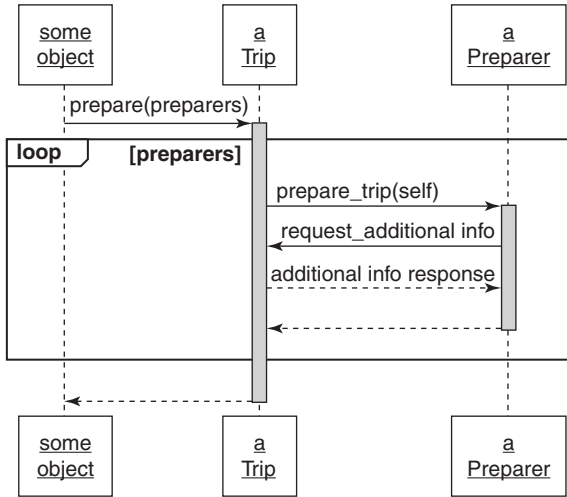 some
object
a
Trip
a
Preparer
prepare(preparers)
loop
[preparers]
prepare_trip(self)
request_additional info
additional info response
some
object
a
Trip
a
Preparer